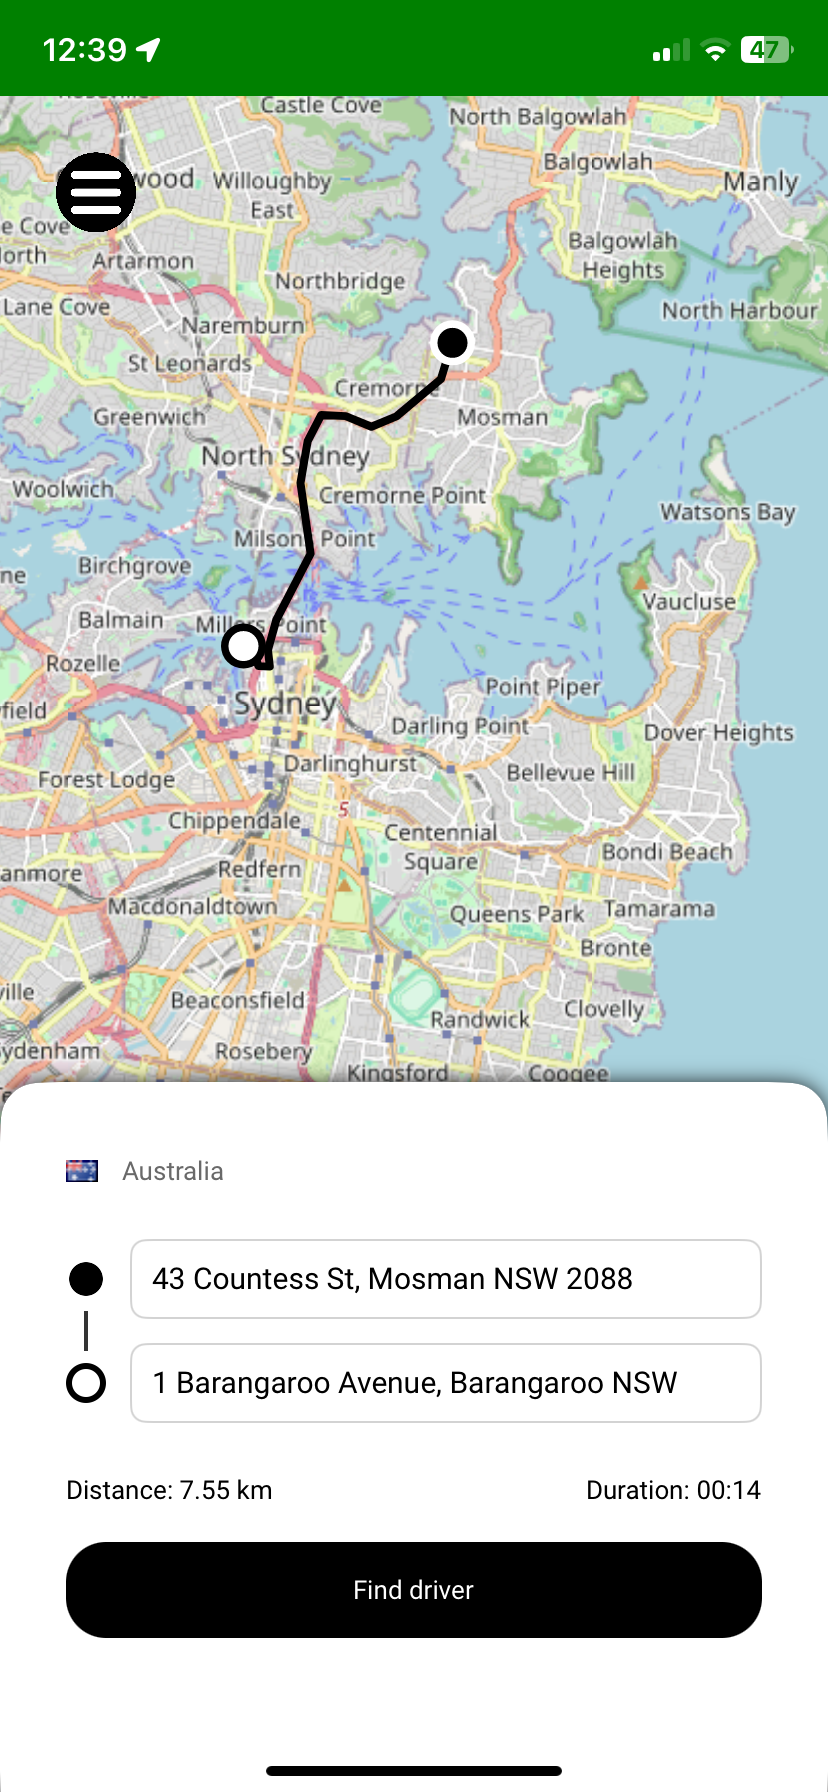 12:39
47
Castle Cove
North Balgowlah
Balgowlah
wood
Willoughby
East
Manly
e Cove
orth
Artarmon
Balgowlah
Heights
Northbridge
Lane Cove
North Harbour
Naremburn
St Leonards
Cremorne
Greenwich
Mosman
North Sydney
Woolwich
Cremorne Point
Watsons Bay
Milsons Point
Birchgrove
ne
Vaucluse
Balmain
Millers Point
Rozelle
Point Piper
Sydney
field
Darling Point
Dover Heights
Darlinghurst
Forest Lodge
Bellevue Hill
5
Chippendale
Centennial
Square
Bondi Beach
anmore
Redfern
Macdonaldtown
Queens Park
Tamarama
Bronte
ville
Beaconsfield
Randwick
Clovelly
ydenham
Rosebery
Kingsford
Coogee
Australia
43 Countess St, Mosman NSW 2088
1 Barangaroo Avenue, Barangaroo NSW
Distance: 7.55 km
Duration: 00:14
Find driver